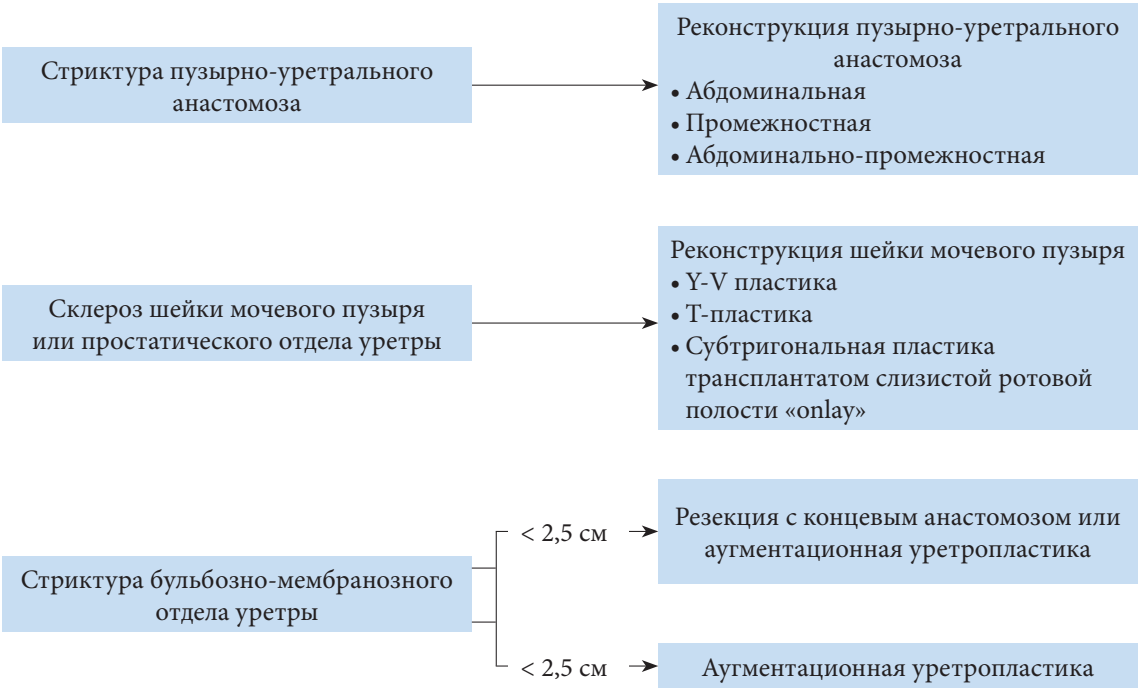 Стриктура пузырно-уретрального
анастомоза
Реконструкция пузырно-уретрального
анастомоза
• Абдоминальная
• Промежностная
• Абдоминально-промежностная
Склероз шейки мочевого пузыря
или простатического отдела уретры
Реконструкция шейки мочевого пузыря
• Y-V пластика
• Т-пластика
• Субтригональная пластика
трансплантатом слизистой ротовой
полости «onlay»
Стриктура бульбозно-мембранозного
отдела уретры
< 2,5 см
Резекция с концевым анастомозом или
аугментационная уретропластика
< 2,5 см
Аугментационная уретропластика